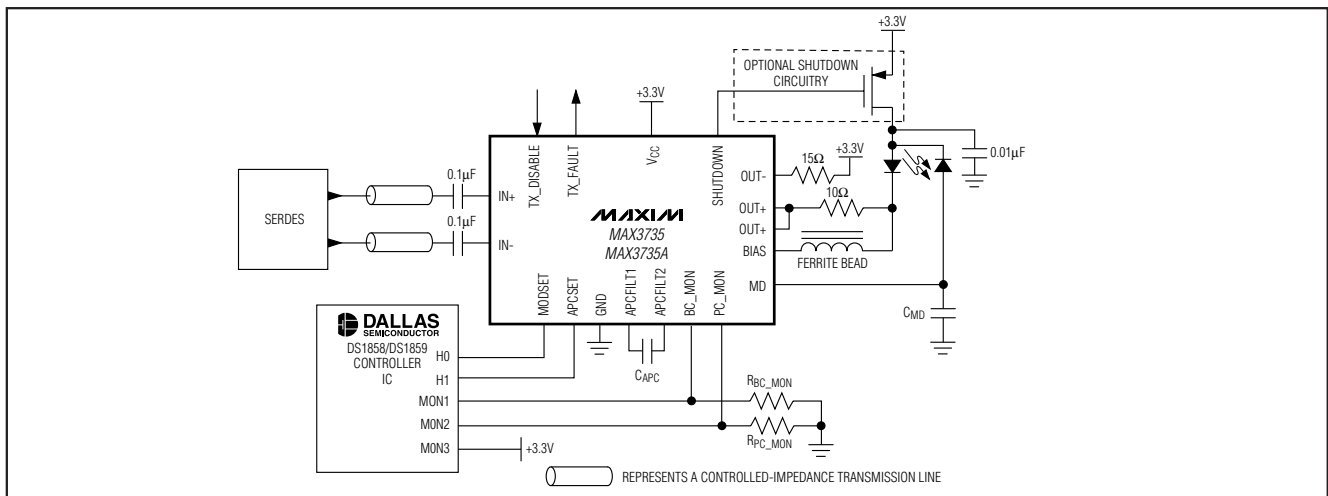 +3.3V
OPTIONAL SHUTDOWN
CIRCUITRY
+3.3V
TX_DISABLE
TX_FAULT
VCC
SHUTDOWN
0.01µF
15Ω
+3.3V
OUT-
10Ω
OUT+
OUT+
BIAS
FERRITE BEAD
MD
CMD
SERDES
0.1µF
IN+
0.1µF
IN-
MAXIM
MAX3735
MAX3735A
MODSET
APCSET
GND
APCFILT1
APCFILT2
BC_MON
PC_MON
CAPC
DALLAS
SEMICONDUCTOR
DS1858/DS1859
CONTROLLER
IC
H0
H1
MON1
MON2
MON3
+3.3V
RBC_MON
RPC_MON
REPRESENTS A CONTROLLED-IMPEDANCE TRANSMISSION LINE